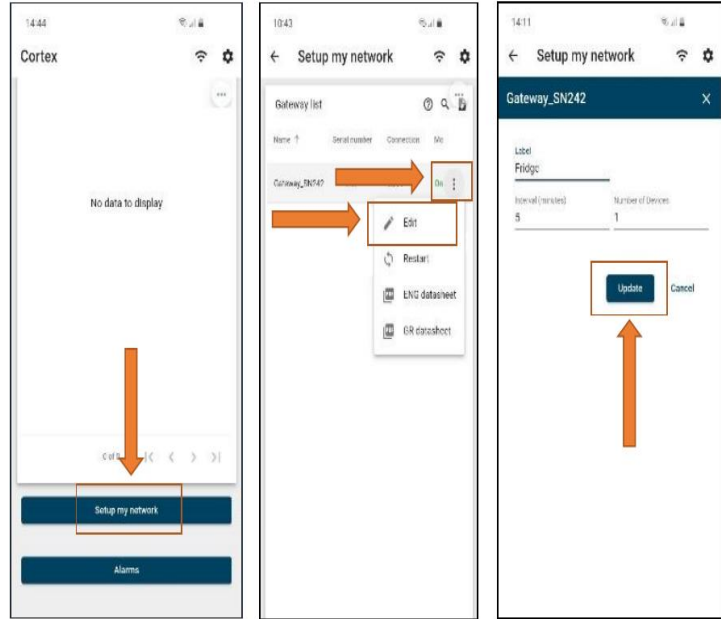 14:44
Cortex
No data to display
Setup my network
Alarms
10:43
Setup my network
Gateway list
Name ↑ Serial number Connection Mo
Gateway_SN242 On
Edit
Restart
ENG datasheet
GR datasheet
14:11
Setup my network
Gateway_SN242 X
Label
Fridge
Interval (minutes) Number of Devices
5 1
Update Cancel